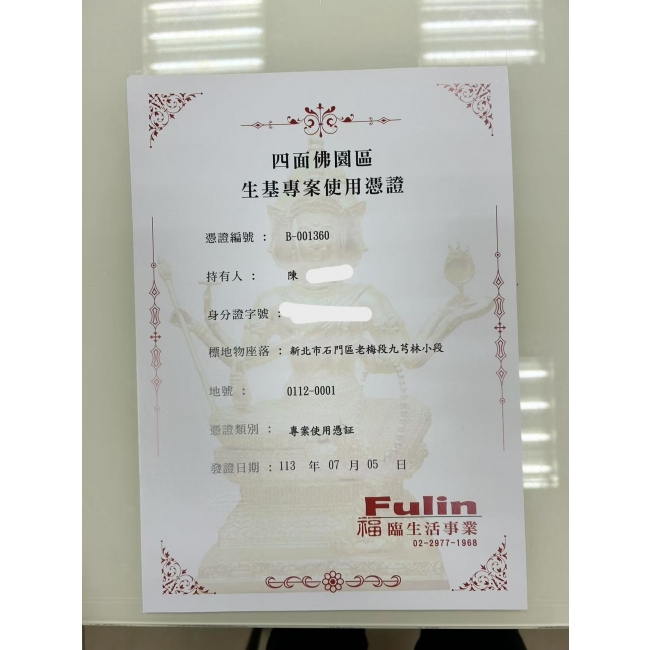 四面佛園區
生基專案使用憑證
憑證編號 : B-001360
持有人 : 陳
身分證字號 :
標地物座落 : 新北市石門區老梅段九芎林小段
地號 : 0112-0001
憑證類別 : 專案使用憑証
發證日期 : 113 年 07 月 05 日
Fulin
福臨生活事業
02-2977-1968